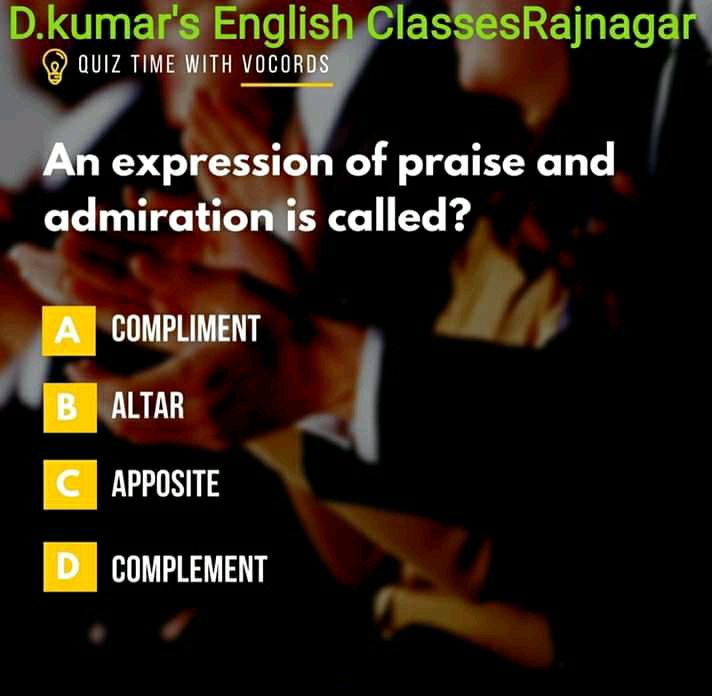 D.kumar's English ClassesRajnagar
QUIZ TIME WITH VOCORDS
An expression of praise and
admiration is called?
A COMPLIMENT
B ALTAR
C APPOSITE
D COMPLEMENT